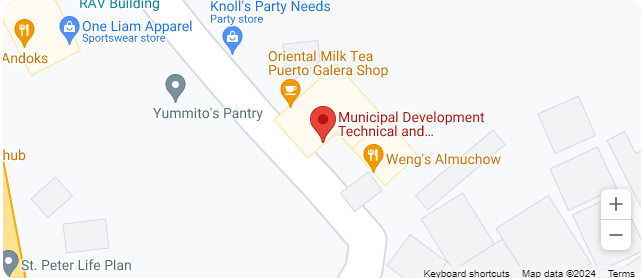 RAV Building
Knoll's Party Needs
Party store
One Liam Apparel
Sportswear store
Andoks
Oriental Milk Tea
Puerto Galera Shop
Yummito's Pantry
Municipal Development
Technical and...
Weng's Almuchow
hub
St. Peter Life Plan
+
−
Keyboard shortcuts
Map data ©2024
Terms